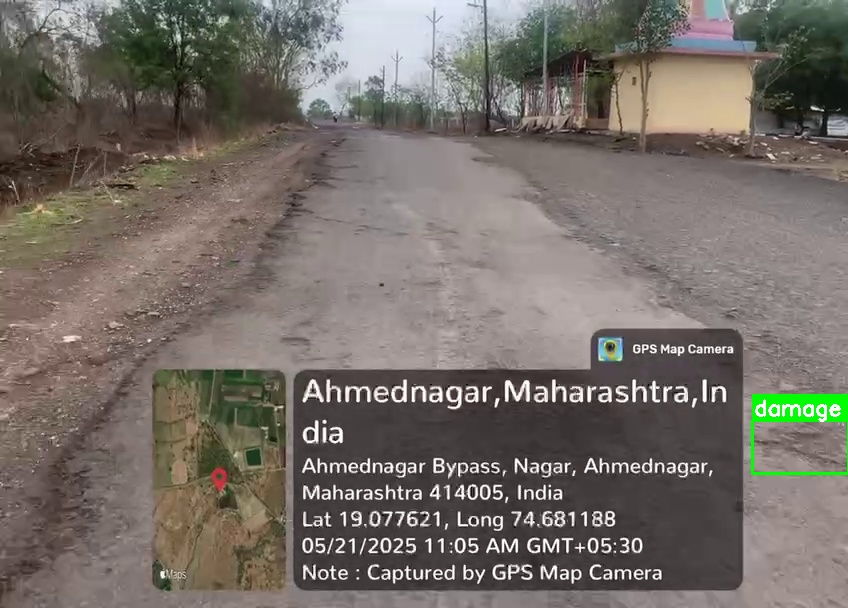 GPS Map Camera
damage
Ahmednagar,Maharashtra,In
dia
Ahmednagar Bypass, Nagar, Ahmednagar,
Maharashtra 414005, India
Lat 19.077621, Long 74.681188
05/21/2025 11:05 AM GMT+05:30
Note : Captured by GPS Map Camera
Maps